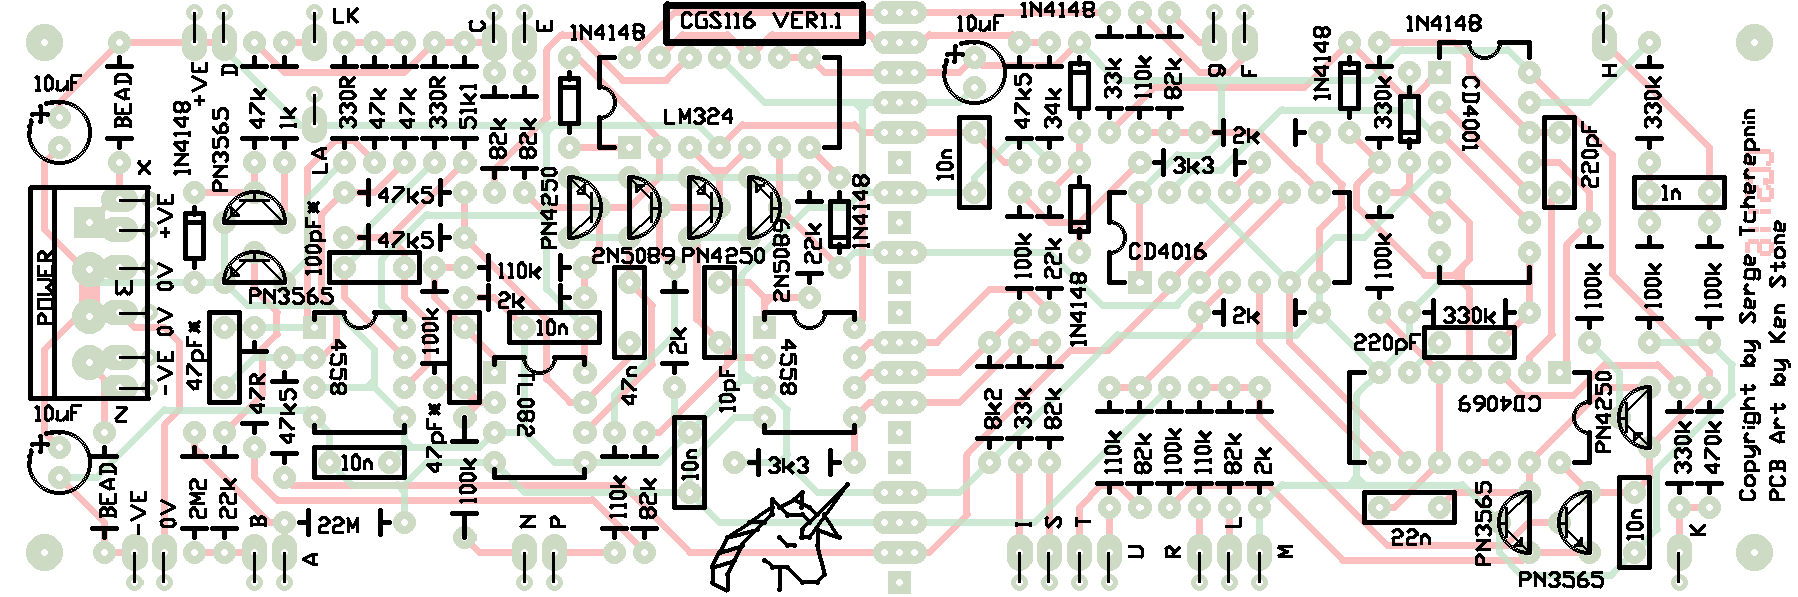 LK
C
E
1N4148
CGS116 VER1.1
10uF
1N4148
1N4148
1N4148
H
10uF
BEAD
+VE
D
47k
1k
330R
47k
47k
330R
51k1
82k
82k
LM324
47k5
34k
33k
110k
82k
g
F
330k
CD4001
330k
1N4148
PN3565
LA
10n
2k
3k3
220pF
X
47k5
47k5
PN4250
2N5089
PN4250
2N5089
22k
1N4148
100k
22k
CD4016
100k
1n
POWER
+VE
0V
0V
-VE
Z
100pF*
PN3565
110k
2k
10n
1N4148
2k
330k
220pF
100k
100k
100k
47pF*
47R
47k5
4558
100k
47pF*
TL082
47n
2k
10pF
4558
8k2
33k
82k
CD4069
PN4250
330k
470k
10uF
BEAD
-VE
0V
2M2
22k
B
A
10n
22M
100k
N
P
110k
82k
10n
3k3
I
S
T
U
R
L
M
110k
82k
100k
110k
82k
2k
22n
PN3565
PN3565
10n
K
Copyright by Serge Tcherepnin
PCB Art by Ken Stone